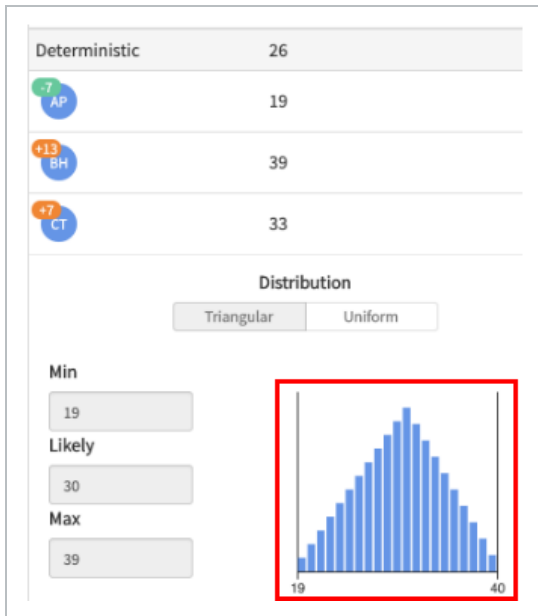 Deterministic 26
-7
AP 19
+13
BH 39
+7
CT 33
Distribution
Triangular Uniform
Min
19
Likely
30
Max
39
19 40